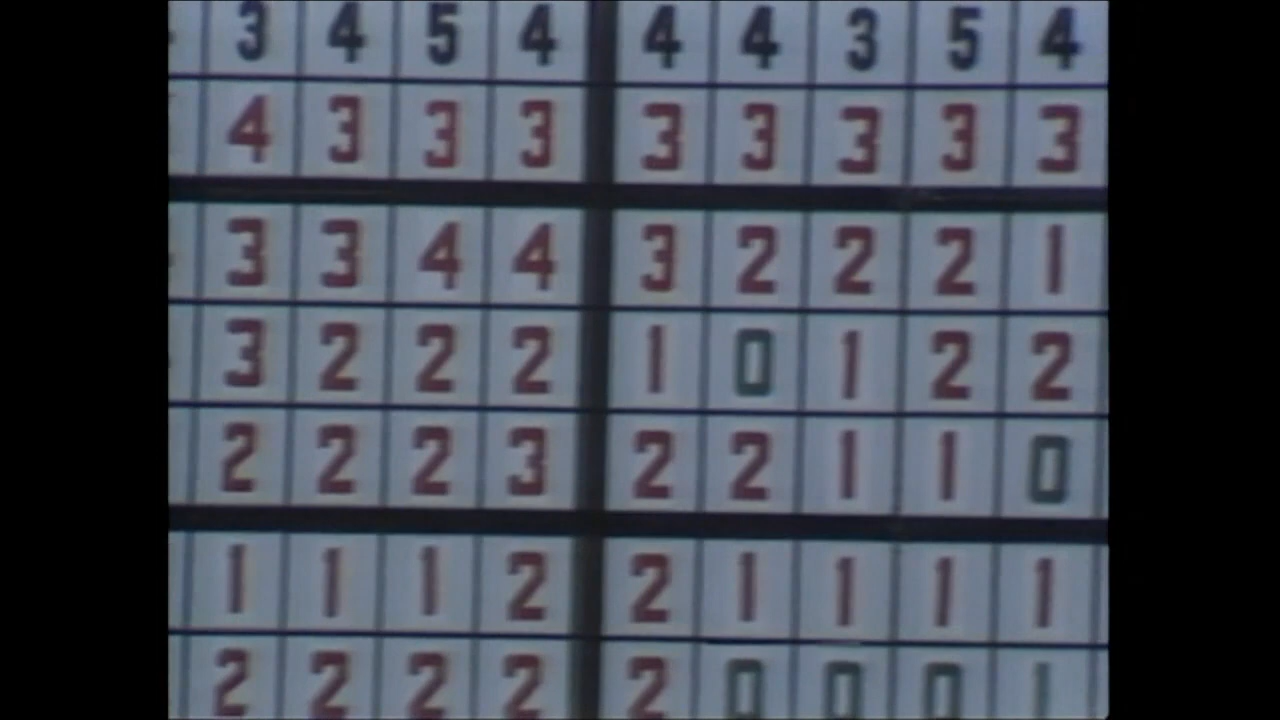 3 4 5 4 4 4 3 5 4
4 3 3 3 3 3 3 3 3
3 3 4 4 3 2 2 2 1
3 2 2 2 1 0 1 2 2
2 2 2 3 2 2 1 1 0
1 1 1 2 2 1 1 1 1
2 2 2 2 2 0 0 0 1